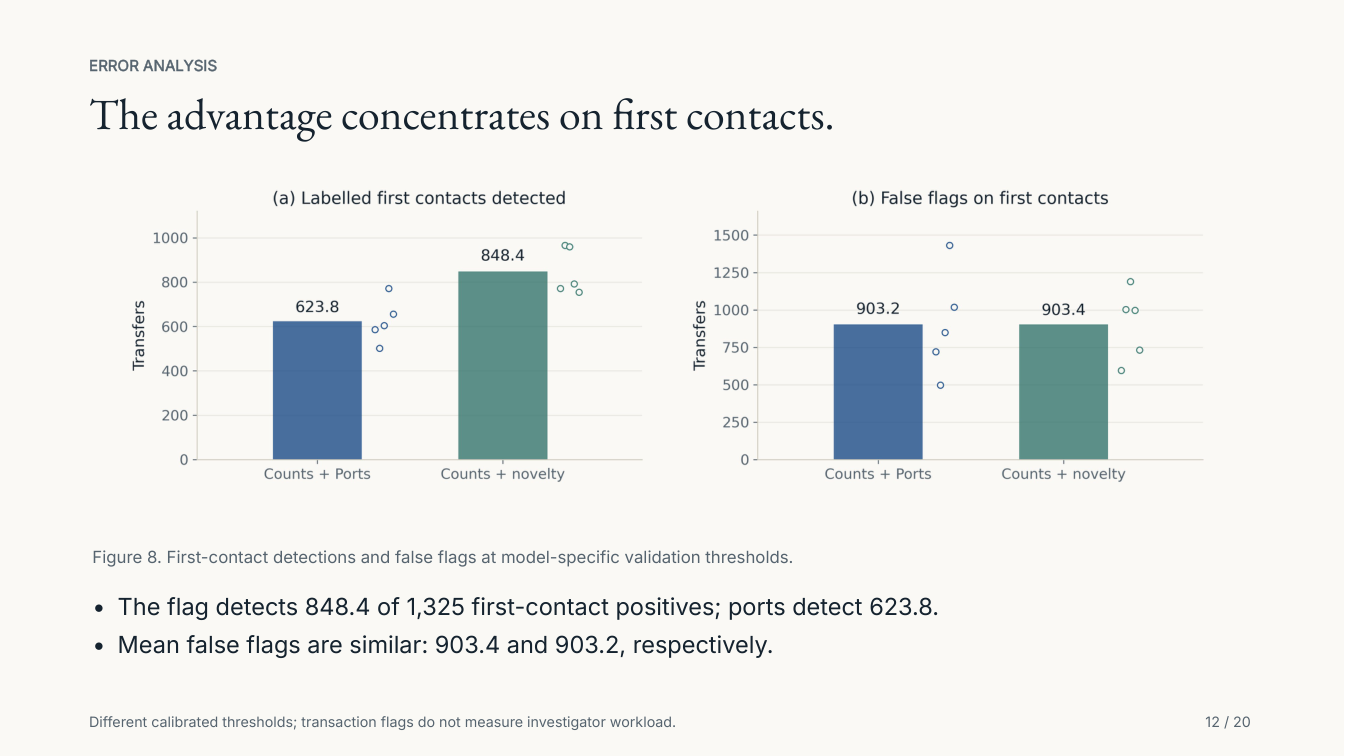 ERROR ANALYSIS
The advantage concentrates on first contacts.
(a) Labelled first contacts detected
1000
800
600
400
200
0
Transfers
623.8
848.4
Counts + Ports
Counts + novelty
(b) False flags on first contacts
1500
1250
1000
750
500
250
0
Transfers
903.2
903.4
Counts + Ports
Counts + novelty
Figure 8. First-contact detections and false flags at model-specific validation thresholds.
• The flag detects 848.4 of 1,325 first-contact positives; ports detect 623.8.
• Mean false flags are similar: 903.4 and 903.2, respectively.
Different calibrated thresholds; transaction flags do not measure investigator workload.
12 / 20